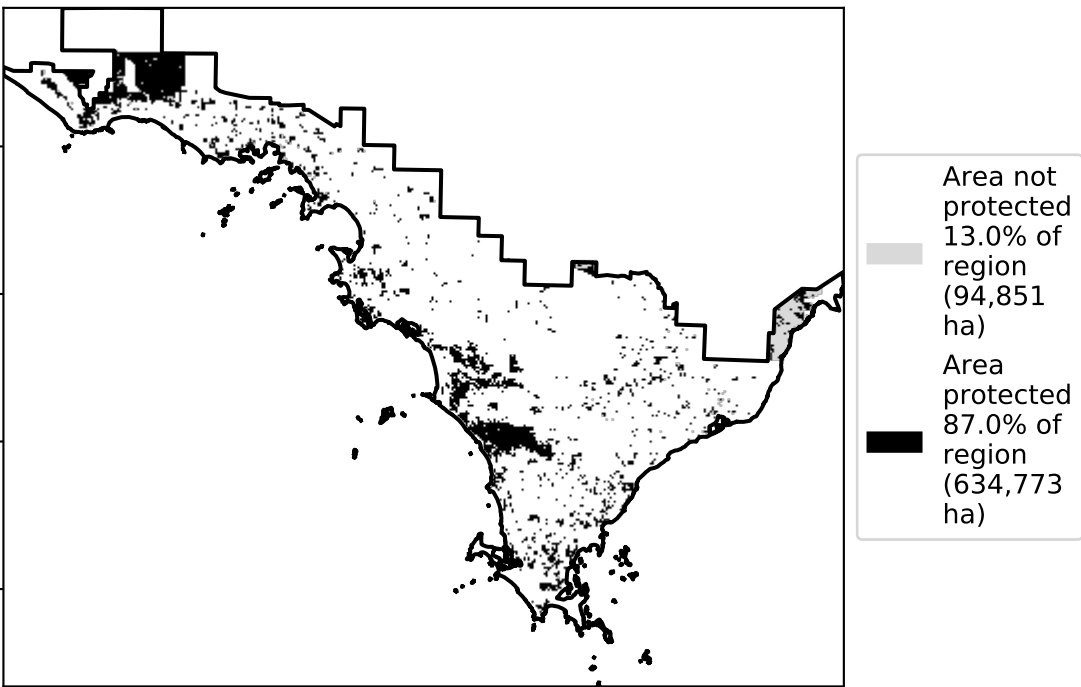 Area not
protected
13.0% of
region
(94,851
ha)
Area
protected
87.0% of
region
(634,773
ha)